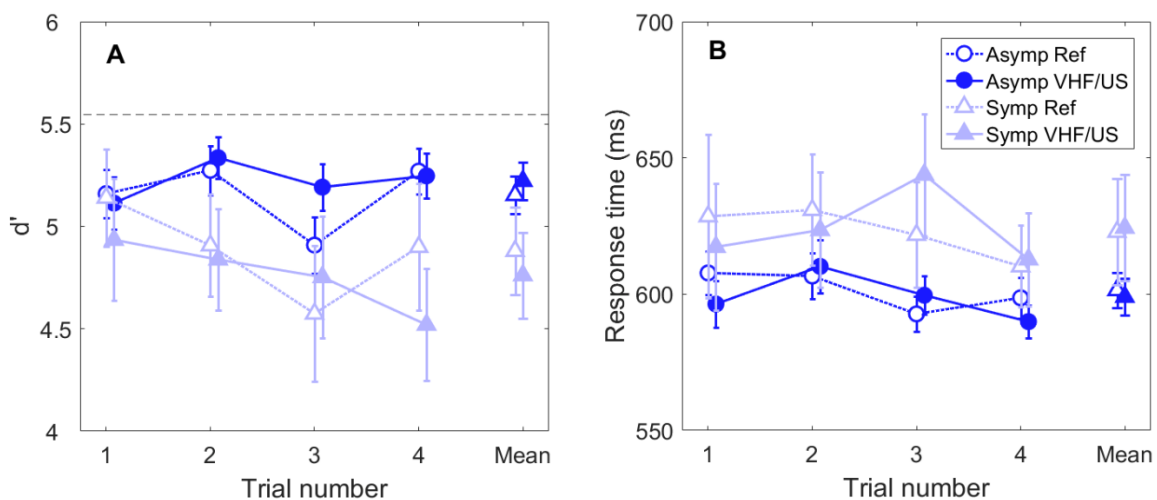 A
6
5.5
5
4.5
4
d'
1
2
3
4
Mean
Trial number
B
700
650
600
550
Response time (ms)
1
2
3
4
Mean
Trial number
Asymp Ref
Asymp VHF/US
Symp Ref
Symp VHF/US